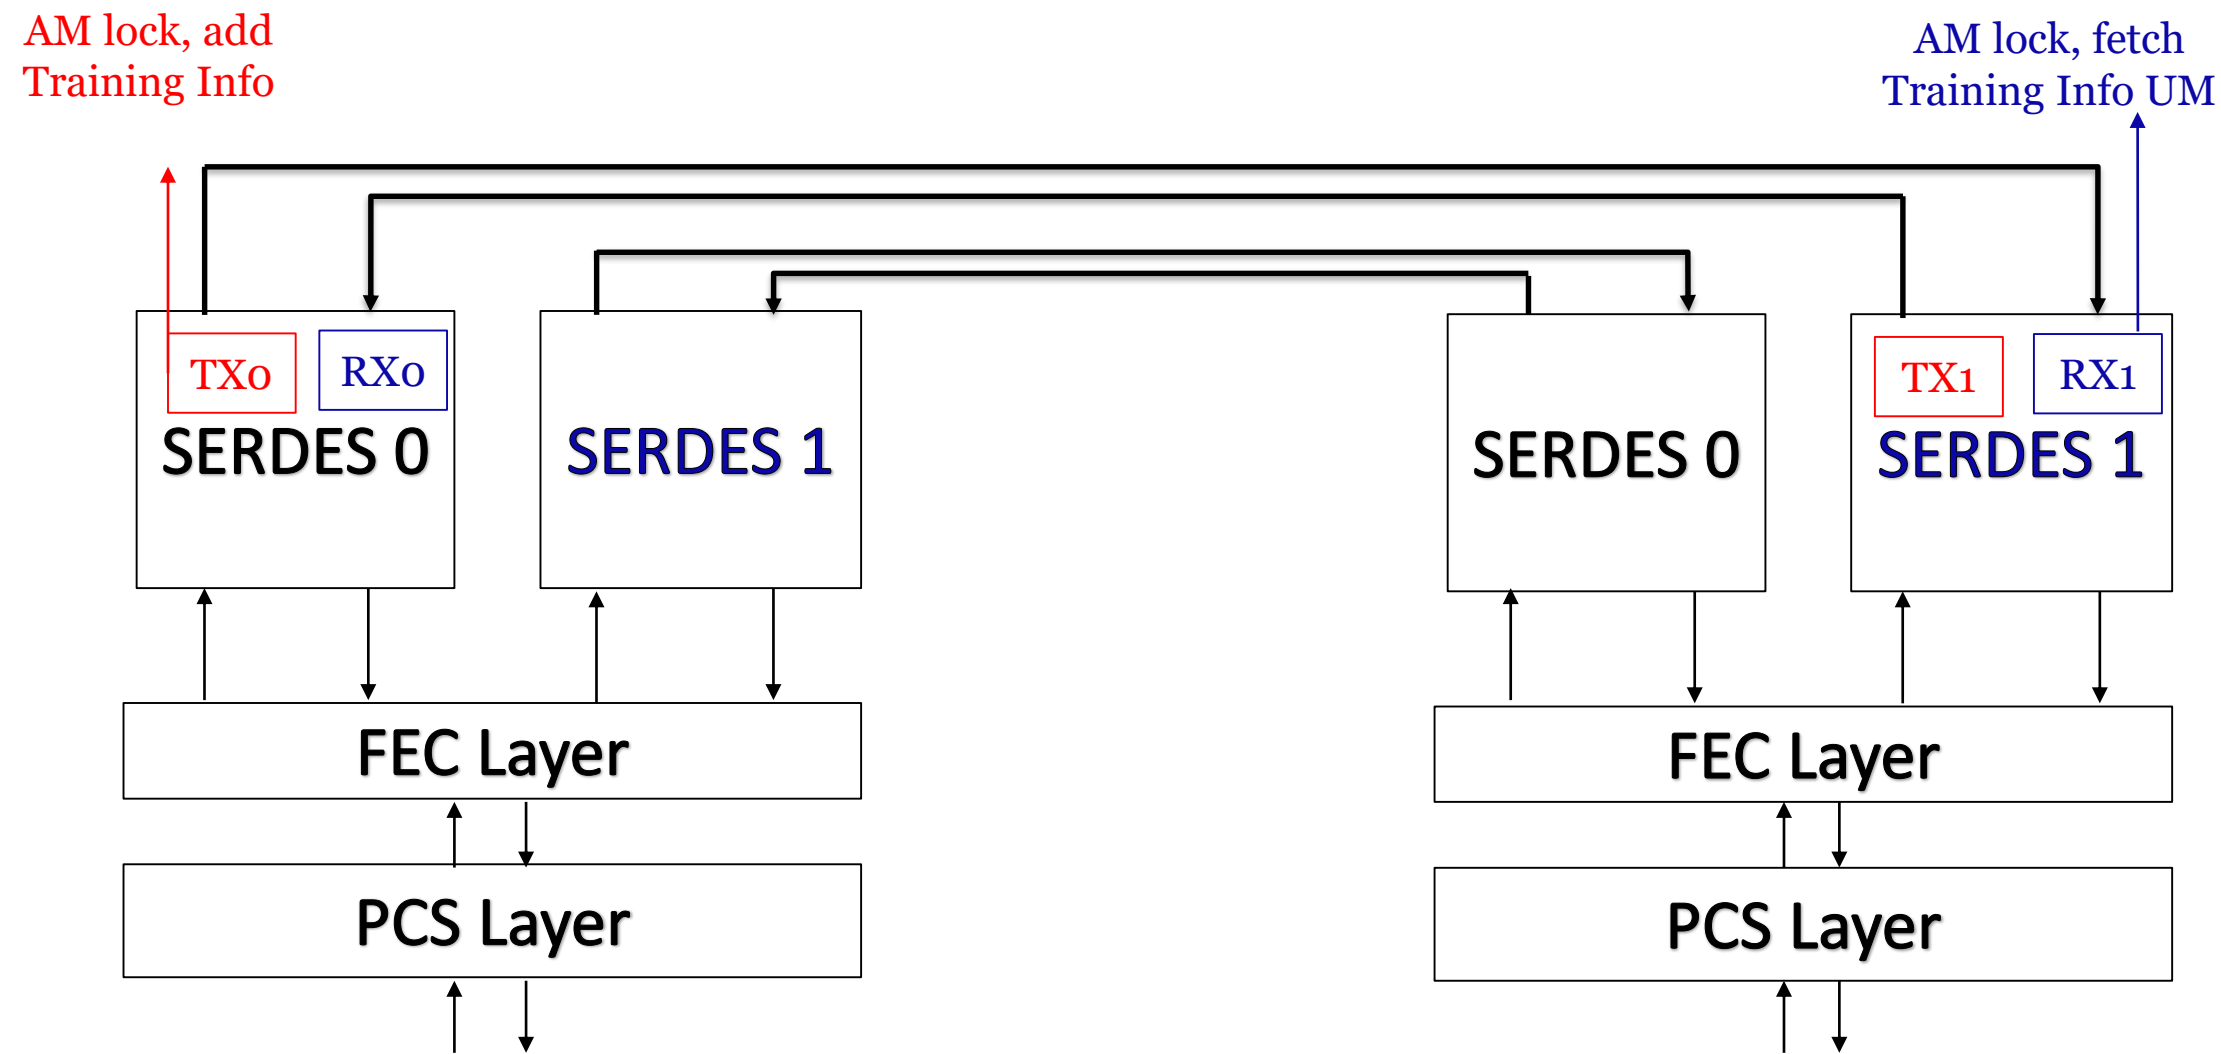 AM lock, add
Training Info
AM lock, fetch
Training Info UM
TX0
RX0
SERDES 0
SERDES 1
SERDES 0
TX1
RX1
SERDES 1
FEC Layer
FEC Layer
PCS Layer
PCS Layer